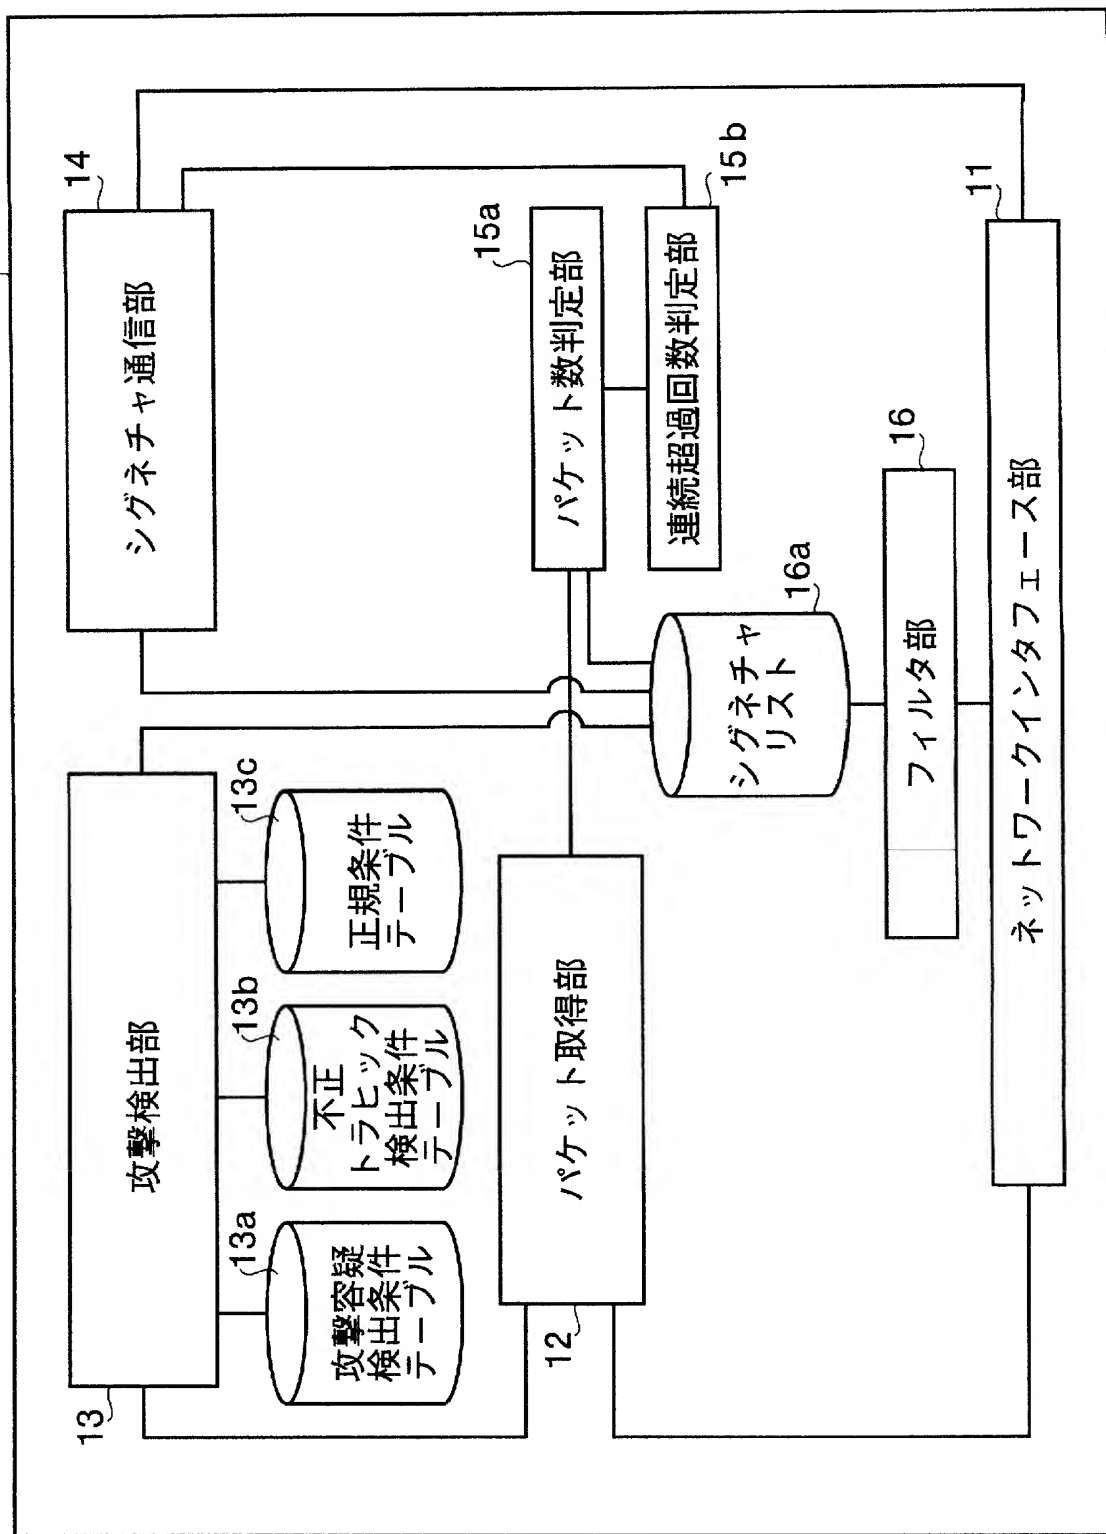 13
攻撃検出部
13a
攻撃容疑
検出条件
テーブル
13b
不正
トラヒック
検出条件
テーブル
13c
正規条件
テーブル
14
シグネチャ通信部
12
パケット取得部
15a
パケット数判定部
15b
連続超過回数判定部
16a
シグネチャ
リスト
16
フィルタ部
11
ネットワークインタフェース部